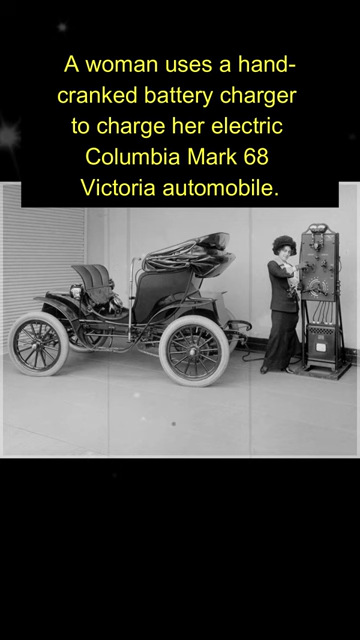 A woman uses a hand-
cranked battery charger
to charge her electric
Columbia Mark 68
Victoria automobile.